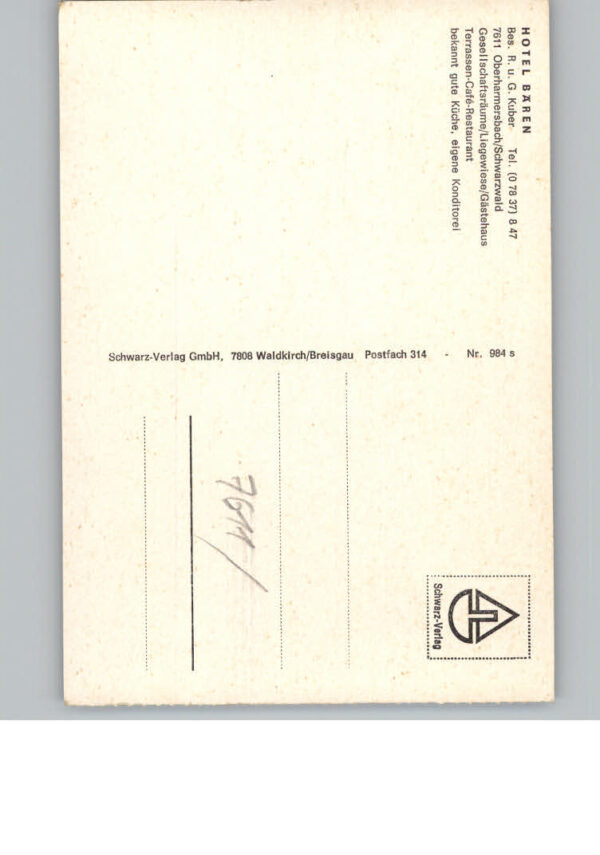 HOTEL BÄREN
Bes. R. u. G. Kuber Tel. (0 78 37) 8 47
7611 Oberharmersbach/Schwarzwald
Gesellschaftsräume/Liegewiese/Gästehaus
Terrassen-Café-Restaurant
bekannt gute Küche, eigene Konditorei
Schwarz-Verlag GmbH, 7808 Waldkirch/Breisgau Postfach 314 - Nr. 984 s
Schwarz-Verlag
7611/